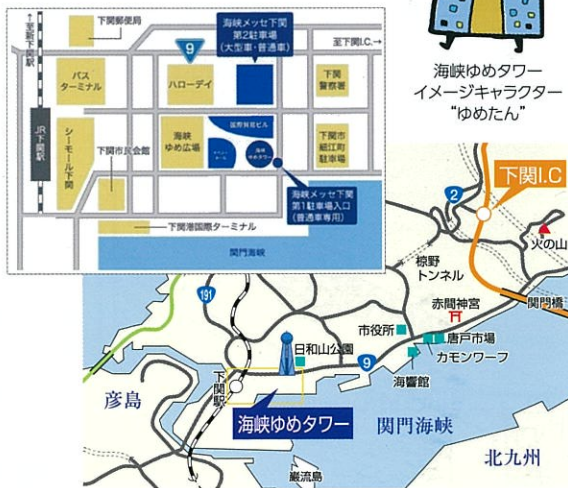 ↑至新下関駅
下関郵便局
海峡メッセ下関
第2駐車場
(大型車・普通車)
9
至下関I.C.→
バス
ターミナル
ハローデイ
下関
警察署
JR下関駅
シーモール下関
下関市民会館
海峡
ゆめ広場
国際貿易ビル
海峡
ゆめタワー
下関市
細江町
駐車場
海峡メッセ下関
第1駐車場入口
(普通車専用)
下関港国際ターミナル
関門海峡
海峡ゆめタワー
イメージキャラクター
“ゆめたん”
下関I.C
2
火の山
椋野
トンネル
関門橋
赤間神宮
191
市役所
唐戸市場
カモンワーフ
日和山公園
9
海響館
下関駅
彦島
海峡ゆめタワー
関門海峡
北九州
巌流島